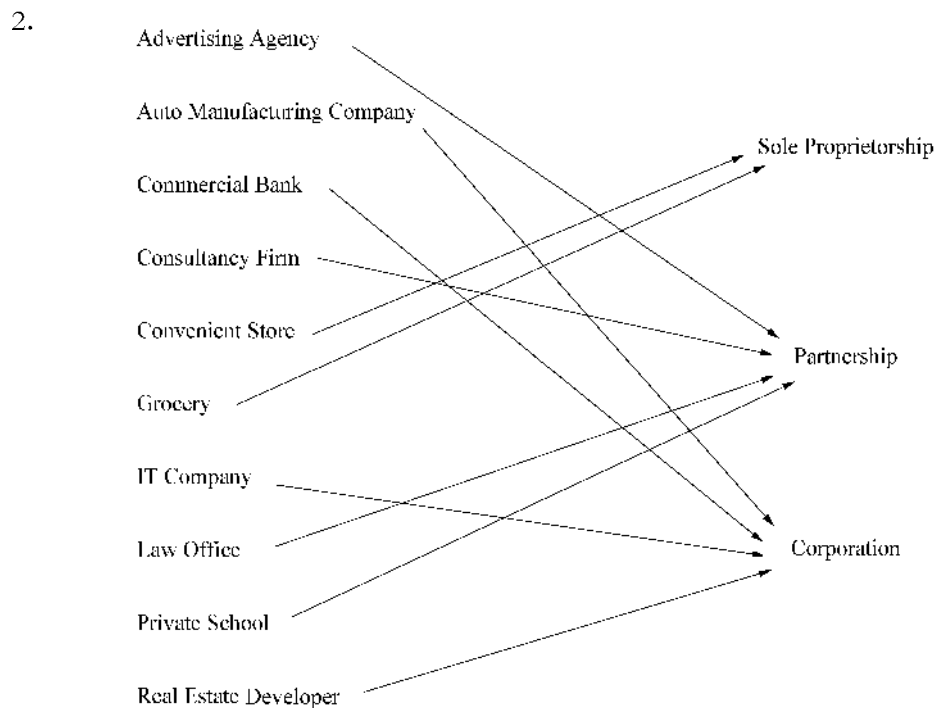 2.
Advertising Agency
Auto Manufacturing Company
Sole Proprietorship
Commercial Bank
Consultancy Firm
Convenient Store
Partnership
Grocery
IT Company
Law Office
Corporation
Private School
Real Estate Developer